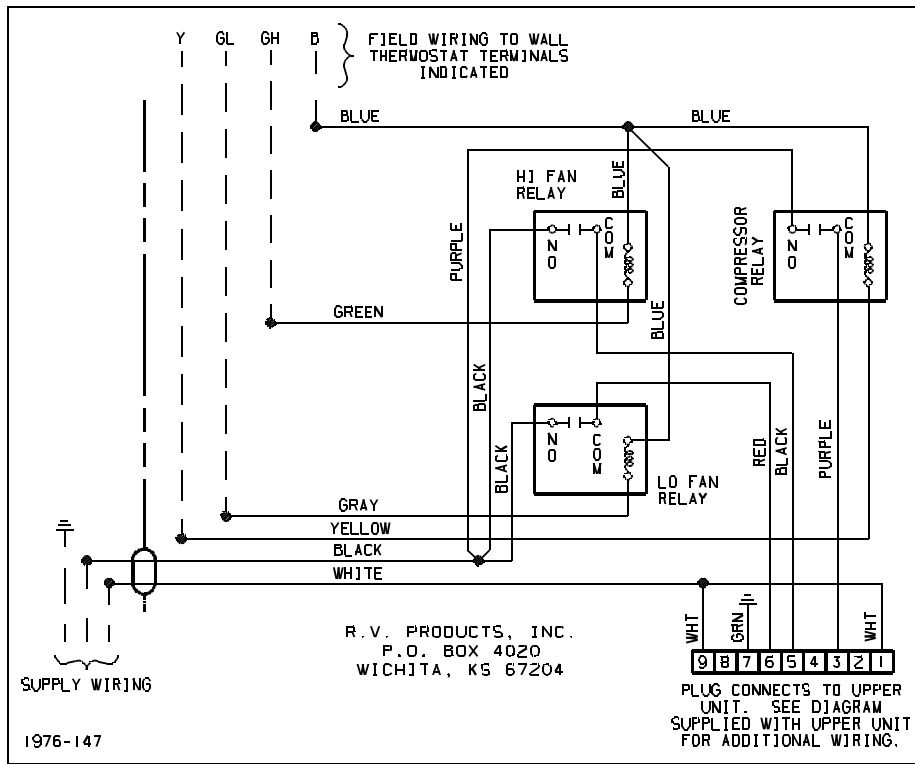 Y GL GH B
FIELD WIRING TO WALL
THERMOSTAT TERMINALS
INDICATED
BLUE
BLUE
HI FAN
RELAY
BLUE
PURPLE
NO
COM
COMPRESSOR
RELAY
NO
COM
GREEN
BLUE
BLACK
NO
COM
BLACK
RED
BLACK
PURPLE
LO FAN
RELAY
GRAY
YELLOW
BLACK
WHITE
WHT
GRN
WHT
R.V. PRODUCTS, INC.
P.O. BOX 4020
WICHITA, KS 67204
9 8 7 6 5 4 3 2 1
SUPPLY WIRING
PLUG CONNECTS TO UPPER
UNIT. SEE DIAGRAM
SUPPLIED WITH UPPER UNIT
FOR ADDITIONAL WIRING.
1976-147